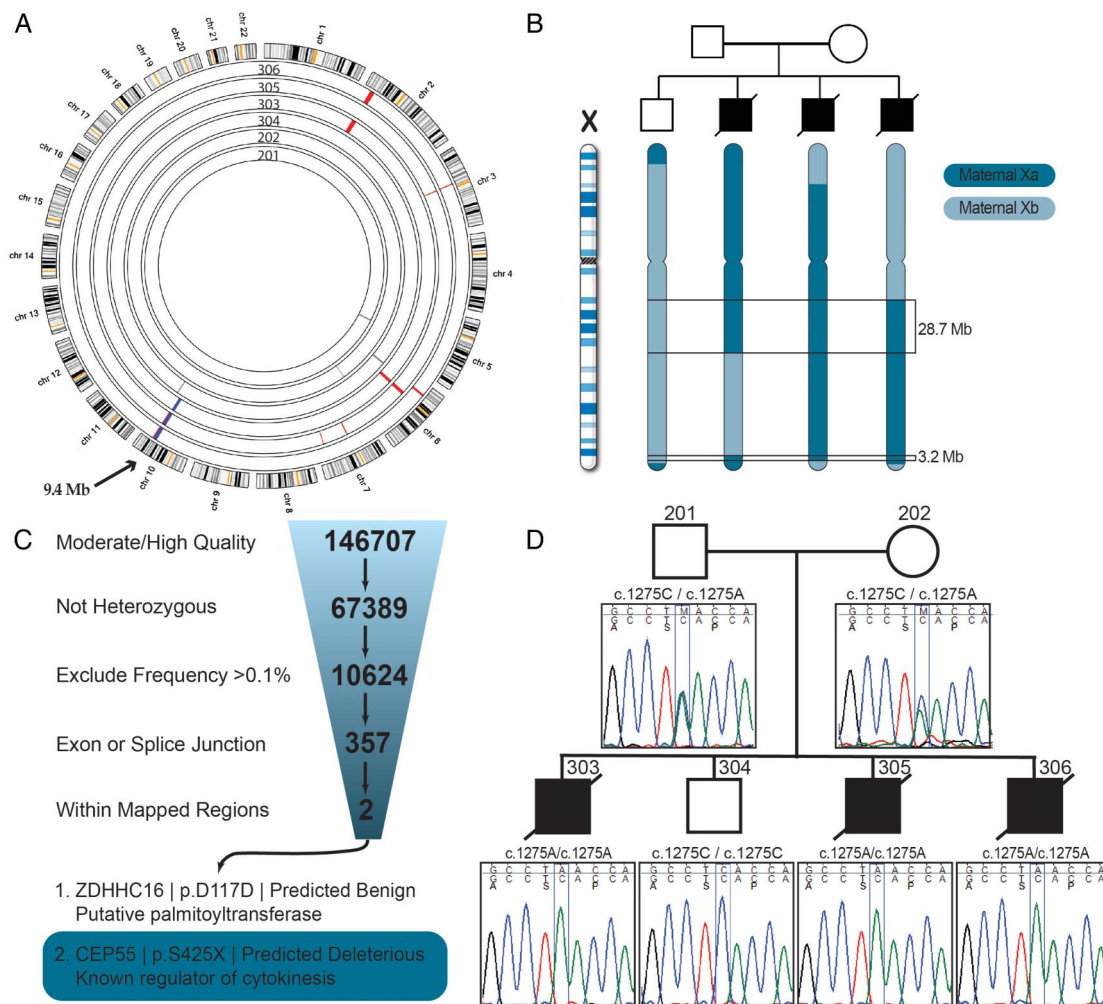 A
chr 1
chr 2
chr 3
chr 4
chr 5
chr 6
chr 7
chr 8
chr 9
chr 10
chr 11
chr 12
chr 13
chr 14
chr 15
chr 16
chr 17
chr 18
chr 19
chr 20
chr 21
chr 22
306
305
303
304
202
201
9.4 Mb
B
X
Maternal Xa
Maternal Xb
28.7 Mb
3.2 Mb
C
Moderate/High Quality 146707
Not Heterozygous 67389
Exclude Frequency >0.1% 10624
Exon or Splice Junction 357
Within Mapped Regions 2
1. ZDHHC16 | p.D117D | Predicted Benign
Putative palmitoyltransferase
2. CEP55 | p.S425X | Predicted Deleterious
Known regulator of cytokinesis
D
201 202
c.1275C / c.1275A c.1275C / c.1275A
G C C T M A C C A G C C T M A C C A
G C C T C A C C A G C C T C A C C A
A S P A S P
303 304 305 306
c.1275A/c.1275A c.1275C / c.1275C c.1275A/c.1275A c.1275A/c.1275A
G C C T A A C C A G C C T C A C C A G C C T A A C C A G C C T A A C C A
A S P A S P A S P A S P